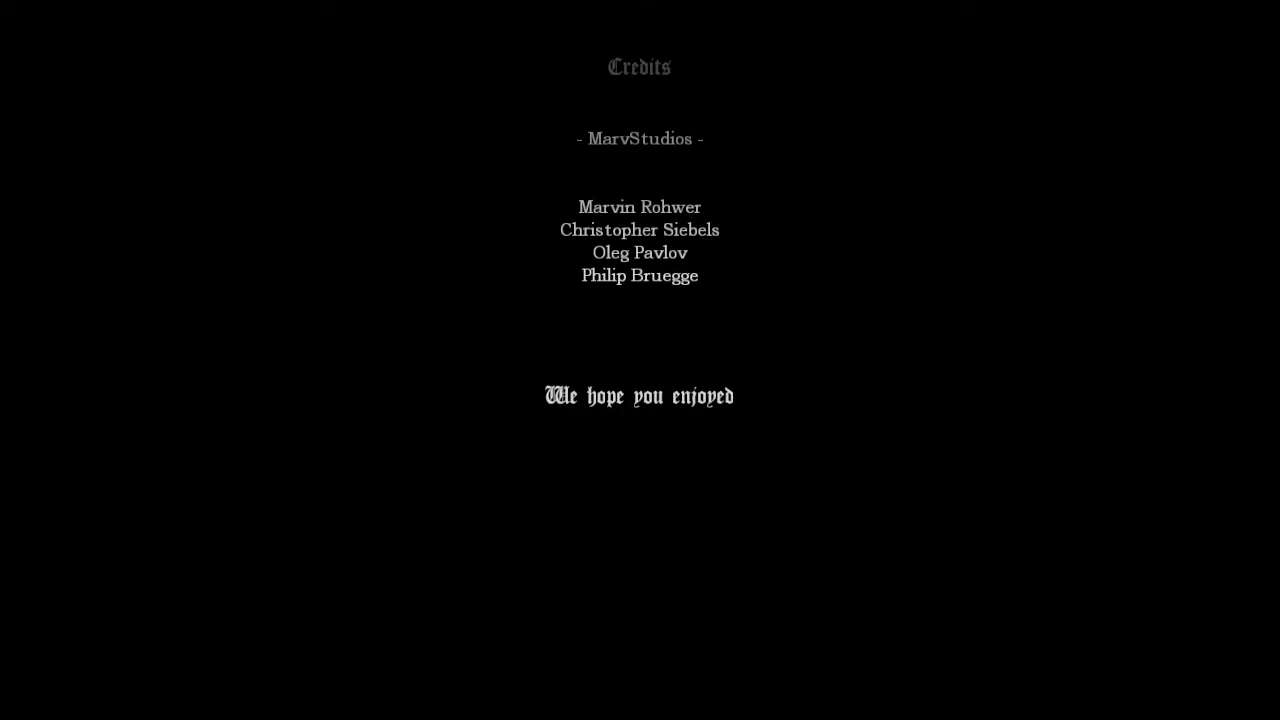 Credits
- MarvStudios -
Marvin Rohwer
Christopher Siebels
Oleg Pavlov
Philip Bruegge
We hope you enjoyed